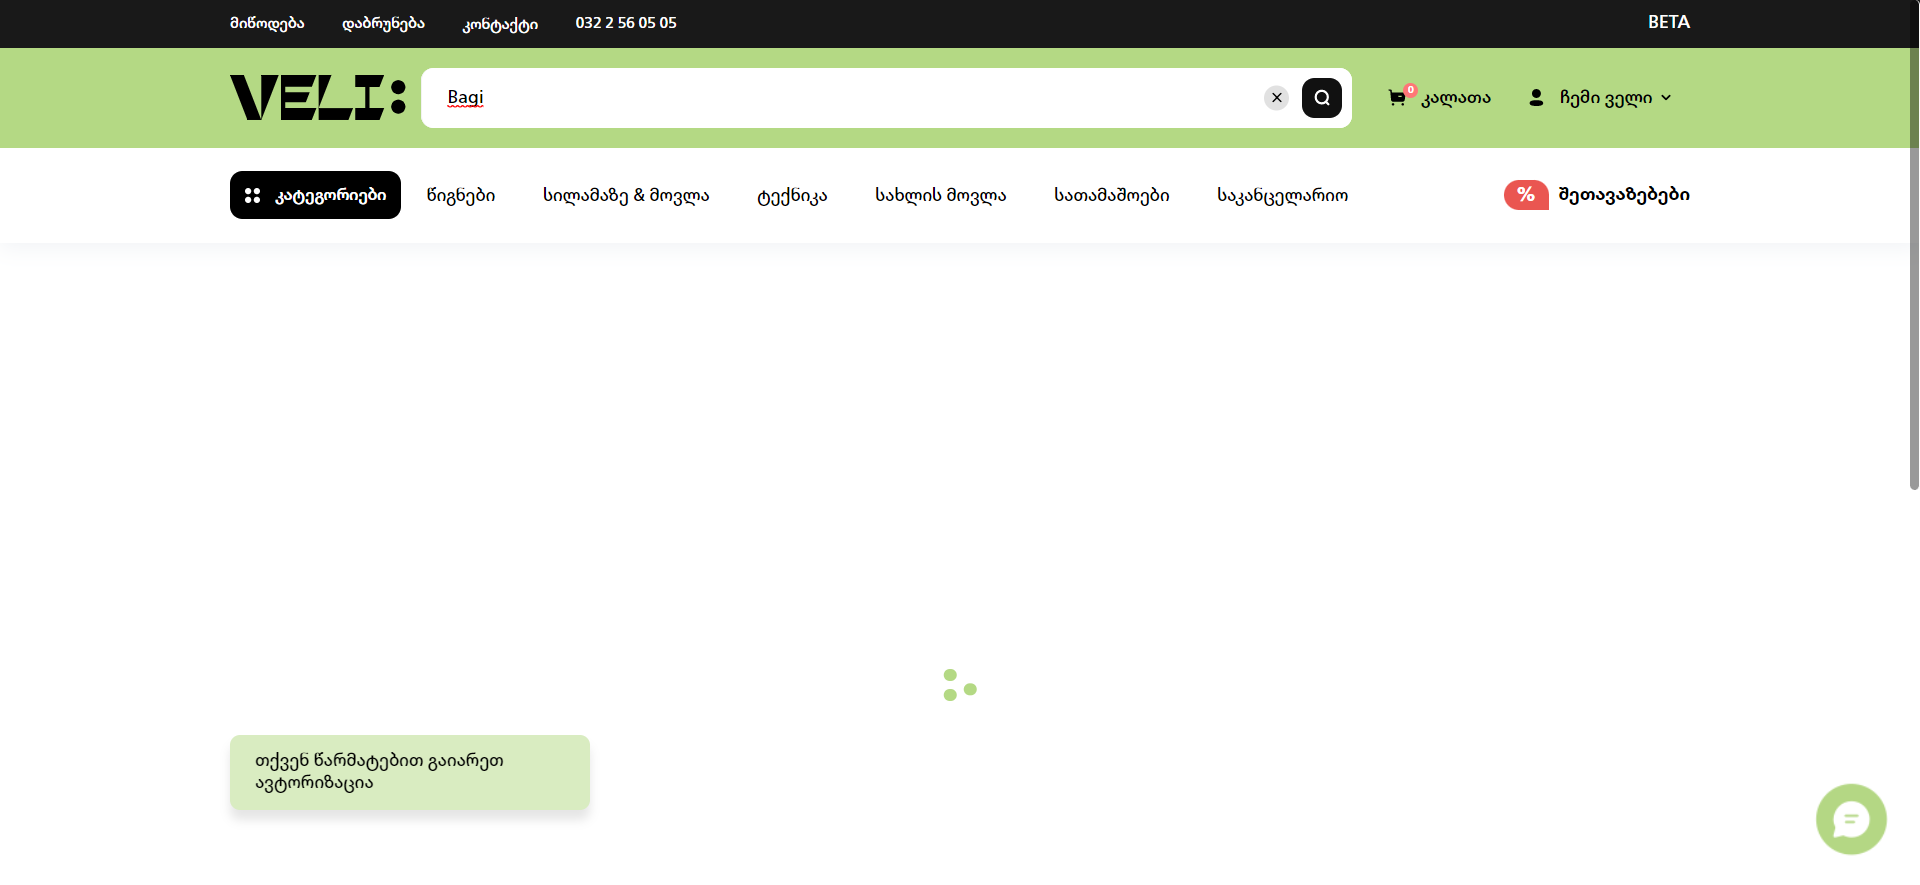 მიწოდება დაბრუნება კონტაქტი 032 2 56 05 05 BETA
VELI: Bagi 0 კალათა ჩემი ველი
კატეგორიები წიგნები სილამაზე & მოვლა ტექნიკა სახლის მოვლა სათამაშოები საკანცელარიო % შეთავაზებები
თქვენ წარმატებით გაიარეთ
ავტორიზაცია